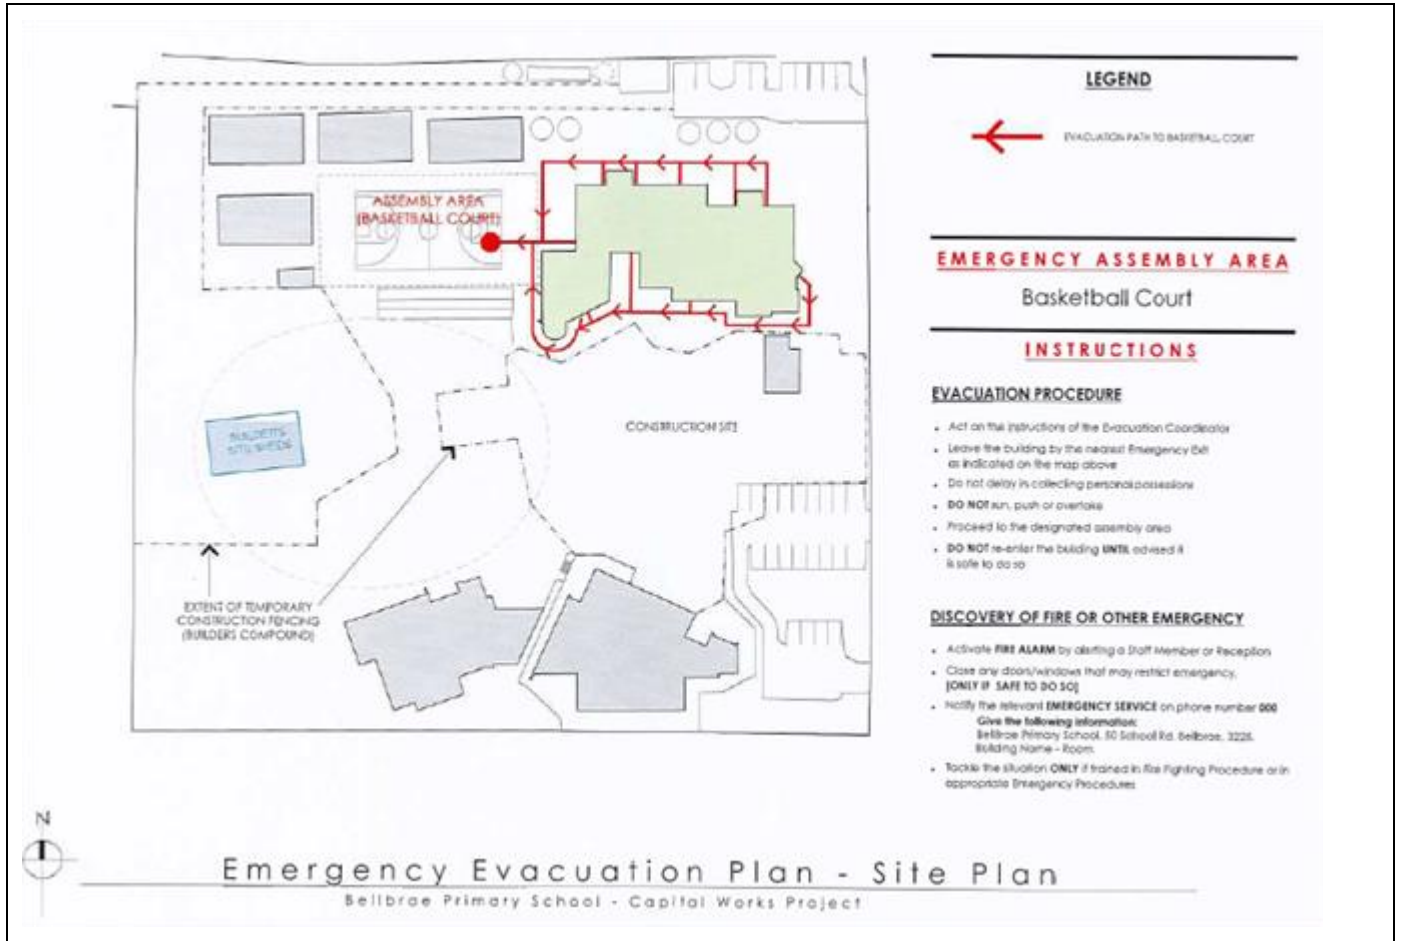 LEGEND
EVACUATION PATH TO BASKETBALL COURT
ASSEMBLY AREA
(BASKETBALL COURT)
EMERGENCY ASSEMBLY AREA
Basketball Court
INSTRUCTIONS
EVACUATION PROCEDURE
Act on the instructions of the Evacuation Coordinator
Leave the building by the nearest Emergency Exit
as indicated on the map above
Do not delay in collecting personal possessions
DO NOT run, push or overtake
Proceed to the designated assembly area
DO NOT re-enter the building UNTIL advised it
is safe to do so
BUILDER'S
SITE SHEDS
CONSTRUCTION SITE
EXTENT OF TEMPORARY
CONSTRUCTION FENCING
(BUILDERS COMPOUND)
DISCOVERY OF FIRE OR OTHER EMERGENCY
Activate FIRE ALARM by alerting a Staff Member or Reception
Close any doors/windows that may restrict emergency.
[ONLY IF SAFE TO DO SO]
Notify the relevant EMERGENCY SERVICE on phone number 000
Give the following information:
Bellbrae Primary School, 50 School Rd, Bellbrae, 3228.
Building Name - Room
Tackle the situation ONLY if trained in Fire Fighting Procedure or in
appropriate Emergency Procedures
N
Emergency Evacuation Plan - Site Plan
Bellbrae Primary School - Capital Works Project